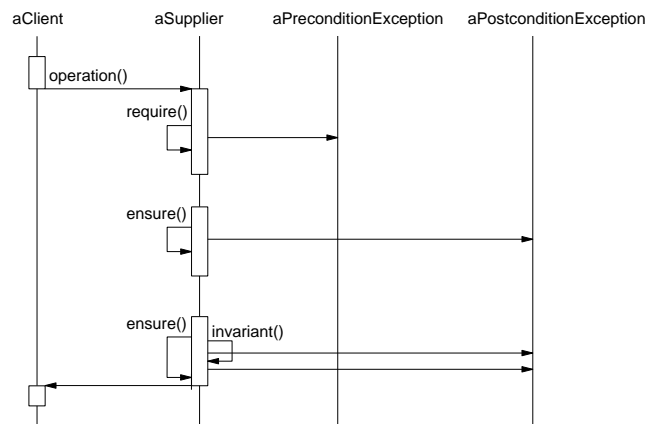 aClient aSupplier aPreconditionException aPostconditionException
operation()
require()
ensure()
ensure()
invariant()